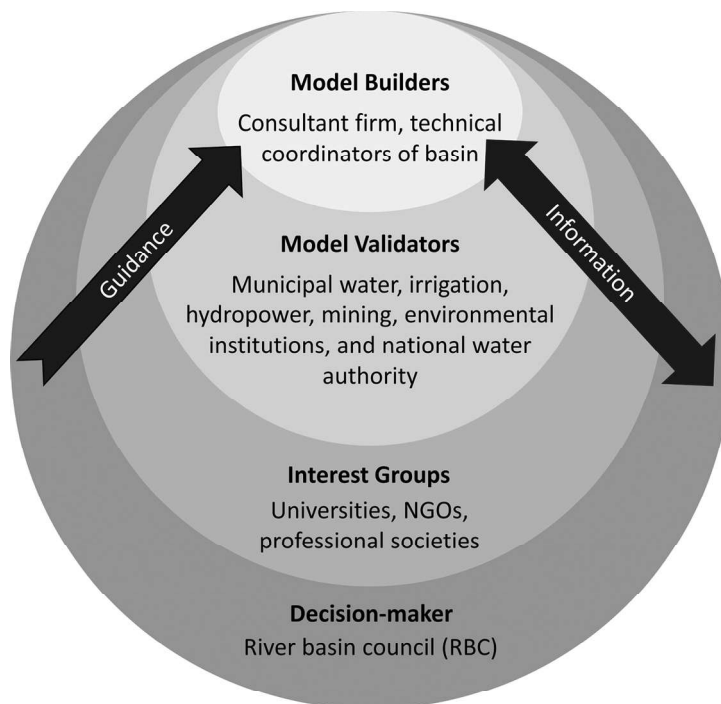 Model Builders
Consultant firm, technical
coordinators of basin
Guidance
Information
Model Validators
Municipal water, irrigation,
hydropower, mining, environmental
institutions, and national water
authority
Interest Groups
Universities, NGOs,
professional societies
Decision-maker
River basin council (RBC)